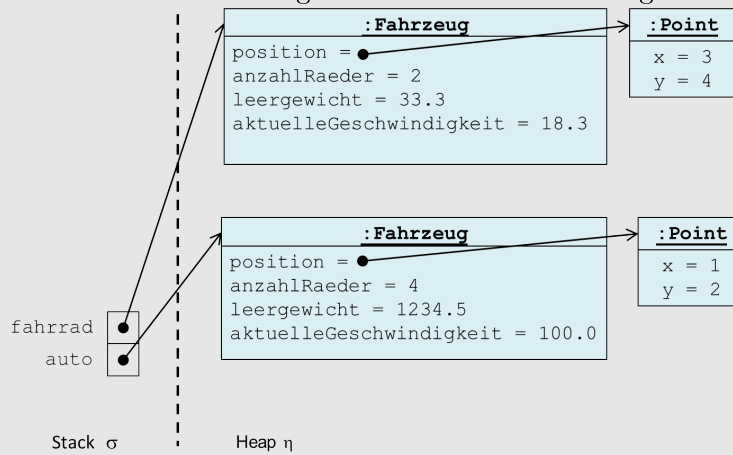 :Fahrzeug
position =
anzahlRaeder = 2
leergewicht = 33.3
aktuelleGeschwindigkeit = 18.3
:Point
x = 3
y = 4
:Fahrzeug
position =
anzahlRaeder = 4
leergewicht = 1234.5
aktuelleGeschwindigkeit = 100.0
:Point
x = 1
y = 2
fahrrad
auto
Stack σ
Heap η